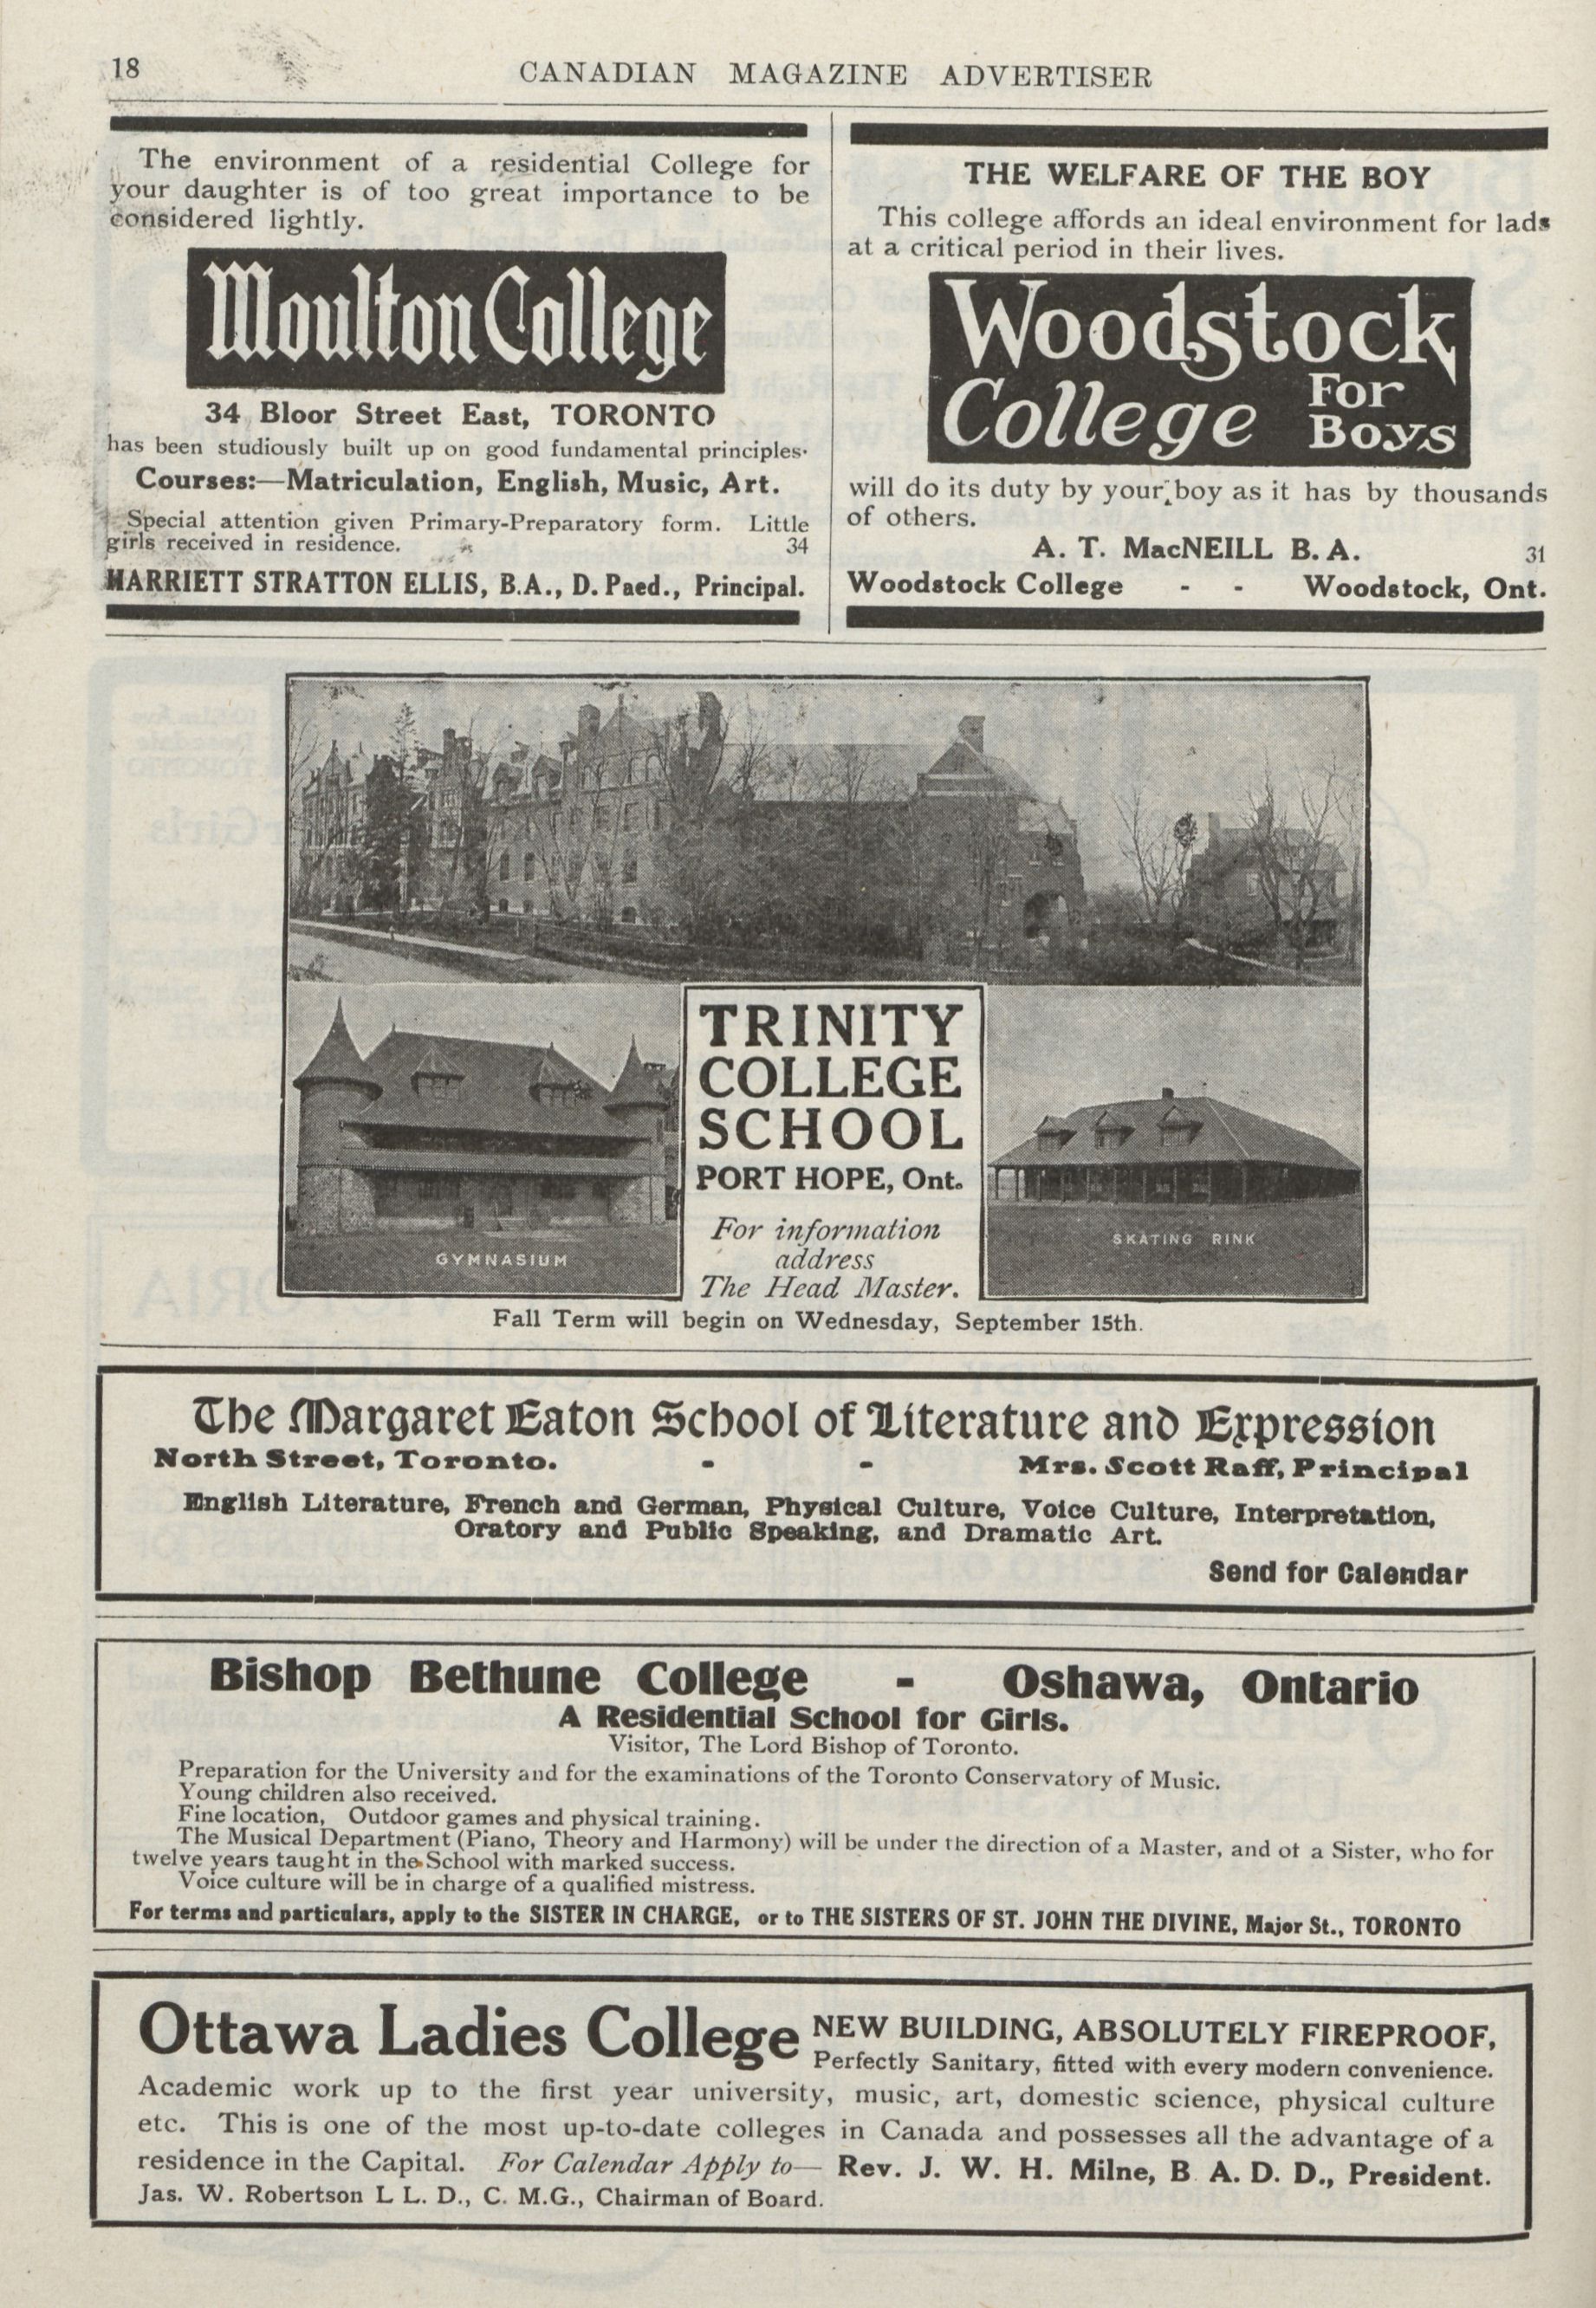 18
CANADIAN MAGAZINE ADVERTISER
The environment of a residential College for
your daughter is of too great importance to be
considered lightly.
Moulton College
34 Bloor Street East, TORONTO
has been studiously built up on good fundamental principles.
Courses:—Matriculation, English, Music, Art.
Special attention given Primary-Preparatory form. Little
girls received in residence. 34
HARRIETT STRATTON ELLIS, B.A., D. Paed., Principal.
THE WELFARE OF THE BOY
This college affords an ideal environment for lads
at a critical period in their lives.
Woodstock
College For
Boys
will do its duty by your boy as it has by thousands
of others.
A. T. MacNEILL B. A. 31
Woodstock College - - Woodstock, Ont.
TRINITY
COLLEGE
SCHOOL
PORT HOPE, Ont.
For information
address
The Head Master.
GYMNASIUM
SKATING RINK
Fall Term will begin on Wednesday, September 15th.
The Margaret Eaton School of Literature and Expression
North Street, Toronto. - - Mrs. Scott Raff, Principal
English Literature, French and German, Physical Culture, Voice Culture, Interpretation,
Oratory and Public Speaking, and Dramatic Art.
Send for Calendar
Bishop Bethune College - Oshawa, Ontario
A Residential School for Girls.
Visitor, The Lord Bishop of Toronto.
Preparation for the University and for the examinations of the Toronto Conservatory of Music.
Young children also received.
Fine location, Outdoor games and physical training.
The Musical Department (Piano, Theory and Harmony) will be under the direction of a Master, and ot a Sister, who for
twelve years taught in the School with marked success.
Voice culture will be in charge of a qualified mistress.
For terms and particulars, apply to the SISTER IN CHARGE, or to THE SISTERS OF ST. JOHN THE DIVINE, Major St., TORONTO
Ottawa Ladies College NEW BUILDING, ABSOLUTELY FIREPROOF,
Perfectly Sanitary, fitted with every modern convenience.
Academic work up to the first year university, music, art, domestic science, physical culture
etc. This is one of the most up-to-date colleges in Canada and possesses all the advantage of a
residence in the Capital. For Calendar Apply to— Rev. J. W. H. Milne, B A. D. D., President.
Jas. W. Robertson L L. D., C. M.G., Chairman of Board.